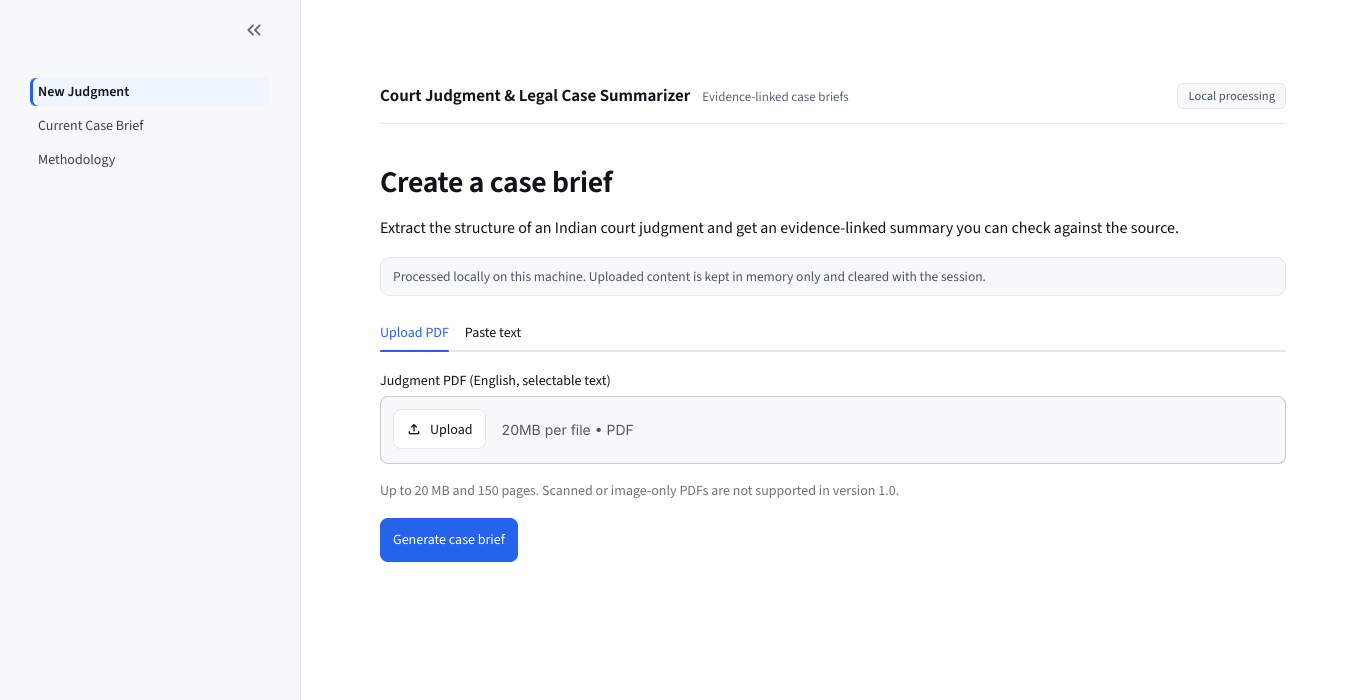 New Judgment
Current Case Brief
Methodology
Court Judgment & Legal Case Summarizer Evidence-linked case briefs
Local processing
Create a case brief
Extract the structure of an Indian court judgment and get an evidence-linked summary you can check against the source.
Processed locally on this machine. Uploaded content is kept in memory only and cleared with the session.
Upload PDF Paste text
Judgment PDF (English, selectable text)
Upload 20MB per file • PDF
Up to 20 MB and 150 pages. Scanned or image-only PDFs are not supported in version 1.0.
Generate case brief